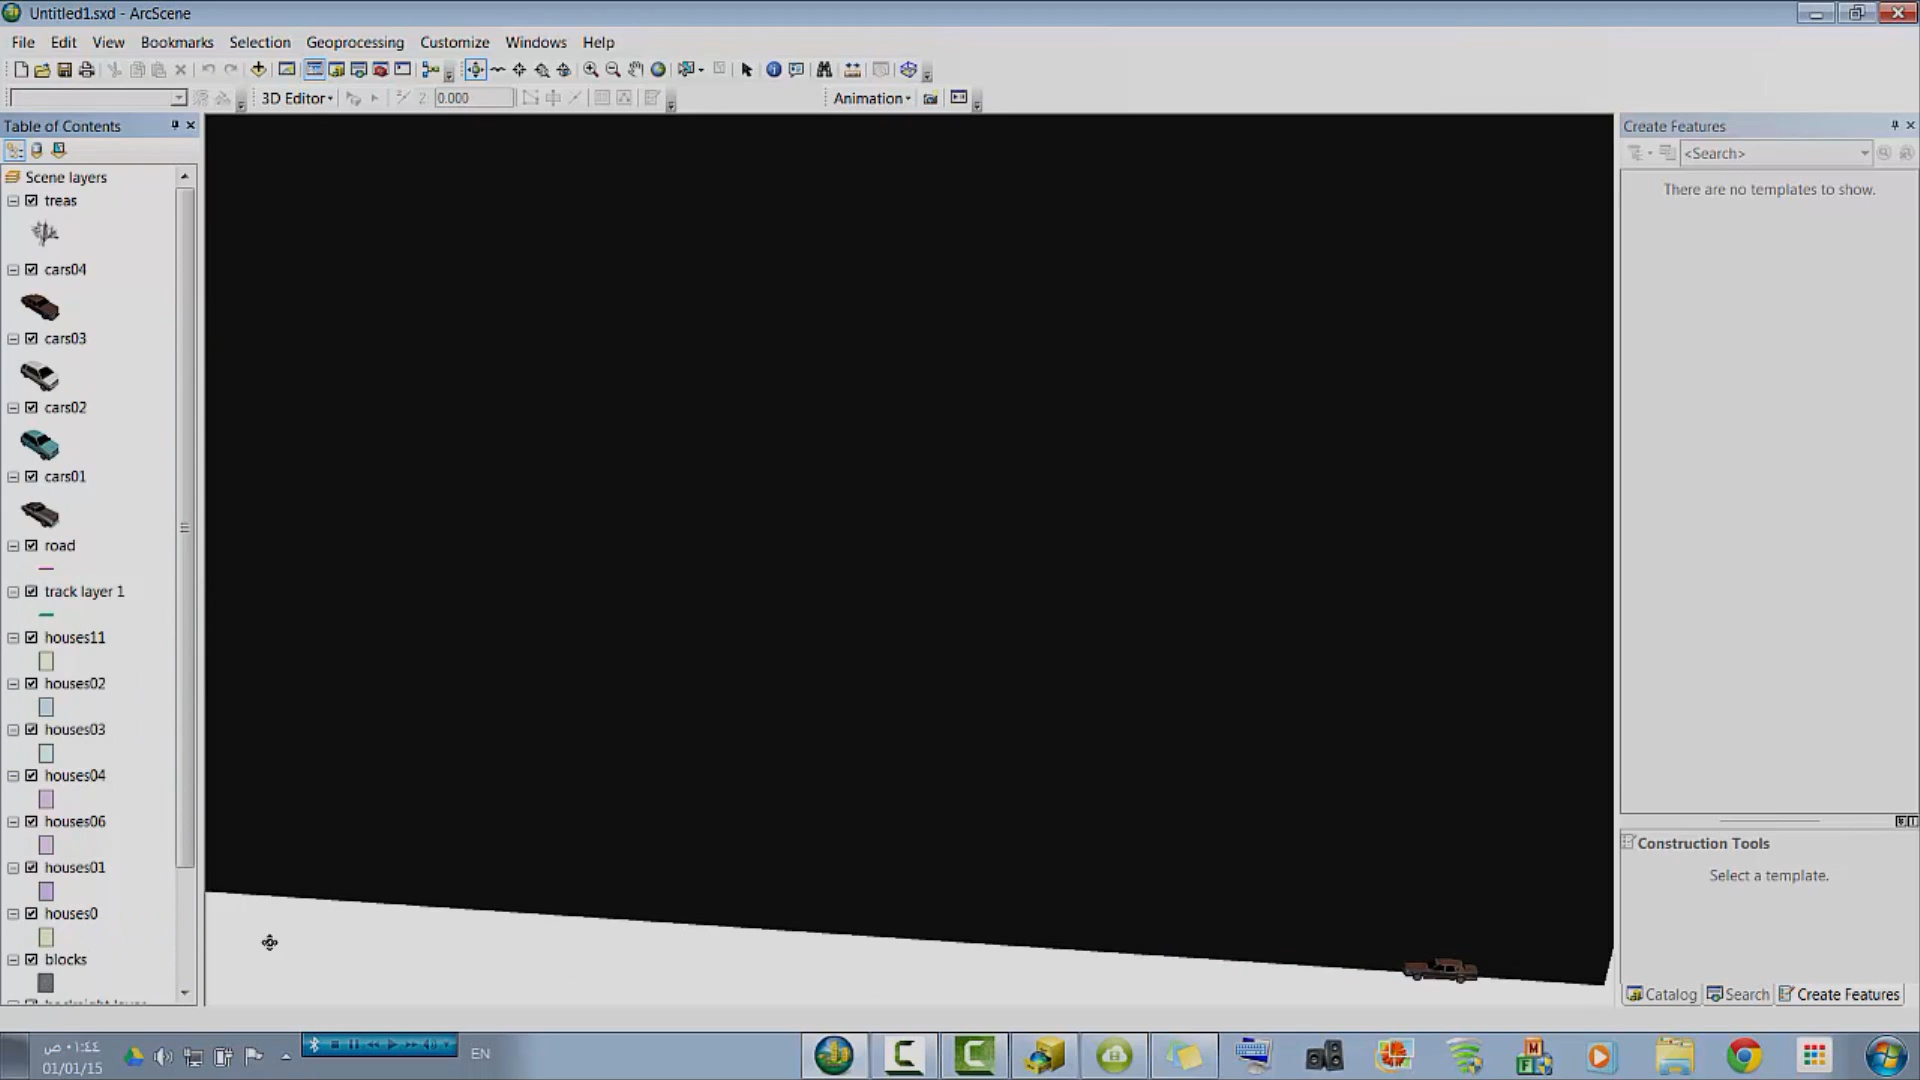 Untitled1.sxd - ArcScene
File Edit View Bookmarks Selection Geoprocessing Customize Windows Help
3D Editor Z: 0.000 Animation
Table of Contents
Scene layers
treas
cars04
cars03
cars02
cars01
road
track layer 1
houses11
houses02
houses03
houses04
houses06
houses01
houses0
blocks
Create Features
<Search>
There are no templates to show.
Construction Tools
Select a template.
Catalog Search Create Features
٠١:٤٤ ص
01/01/15
EN